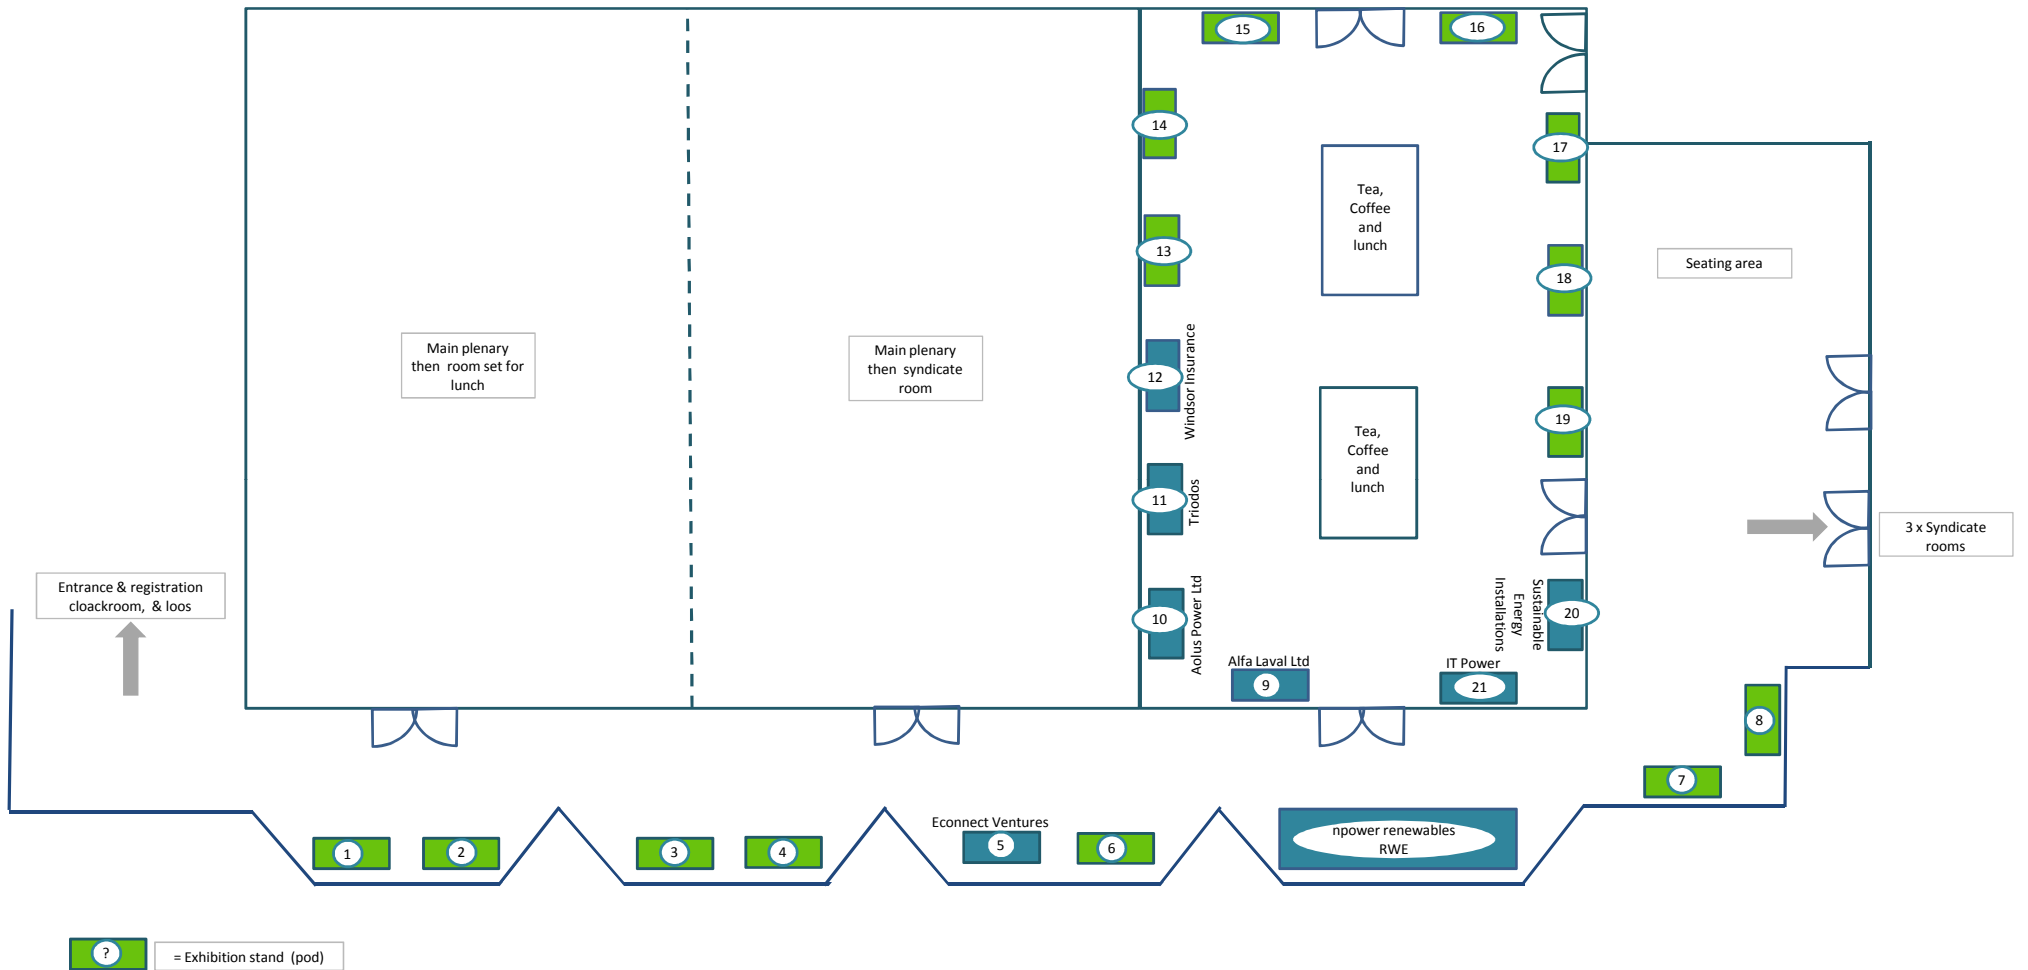 15
16
14
17
Tea,
Coffee
and
lunch
13
Seating area
18
Main plenary
then room set for
lunch
Main plenary
then syndicate
room
12
Windsor Insurance
19
Tea,
Coffee
and
lunch
11
Triodos
3 x Syndicate
rooms
Entrance & registration
cloackroom, & loos
10
Aolus Power Ltd
Sustainable
Energy
Installations
20
Alfa Laval Ltd
9
IT Power
21
8
7
1
2
3
4
Econnect Ventures
5
6
npower renewables
RWE
?
= Exhibition stand (pod)